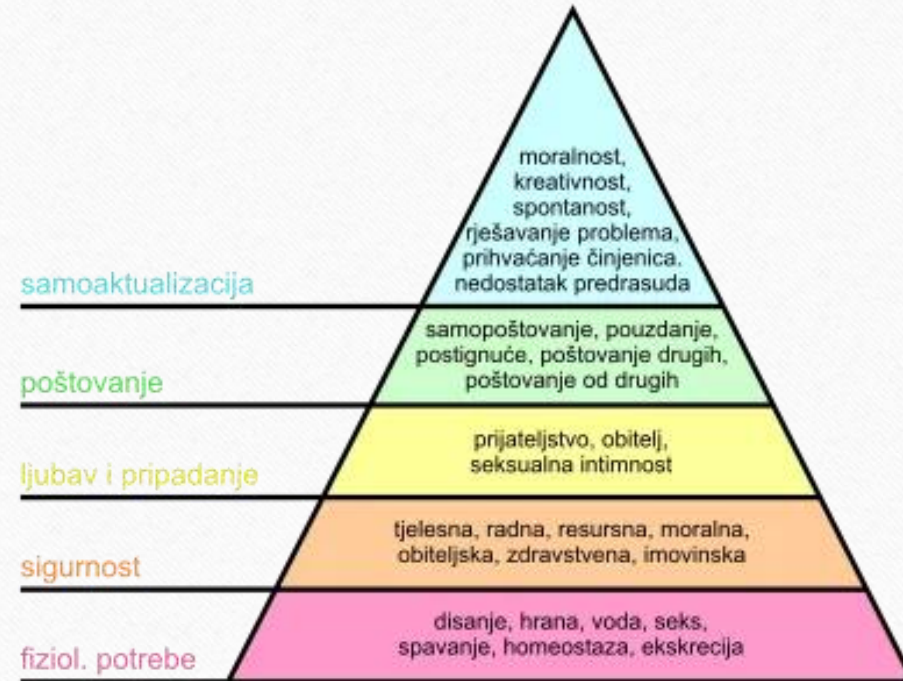 moralnost,
kreativnost,
spontanost,
rješavanje problema,
prihvaćanje činjenica.
nedostatak predrasuda
samoaktualizacija
samopoštovanje, pouzdanje,
postignuće, poštovanje drugih,
poštovanje od drugih
poštovanje
prijateljstvo, obitelj,
seksualna intimnost
ljubav i pripadanje
tjelesna, radna, resursna, moralna,
obiteljska, zdravstvena, imovinska
sigurnost
disanje, hrana, voda, seks,
spavanje, homeostaza, ekskrecija
fiziol. potrebe